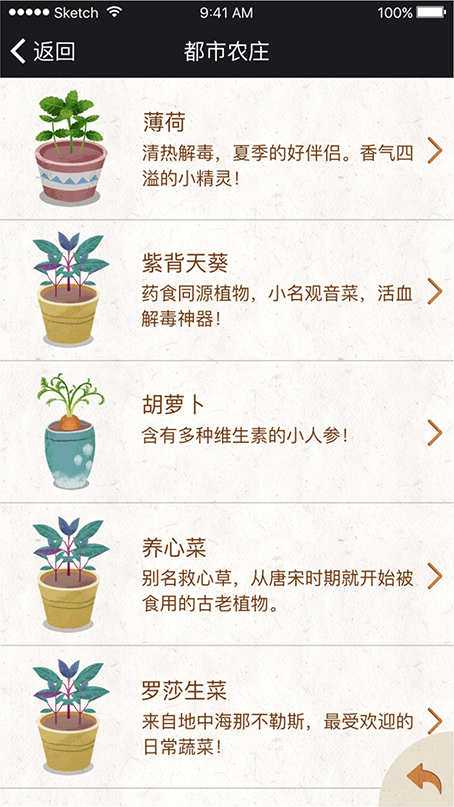 Sketch 9:41 AM 100%
返回 都市农庄
薄荷
清热解毒，夏季的好伴侣。香气四
溢的小精灵！
紫背天葵
药食同源植物，小名观音菜，活血
解毒神器！
胡萝卜
含有多种维生素的小人参！
养心菜
别名救心草，从唐宋时期就开始被
食用的古老植物。
罗莎生菜
来自地中海那不勒斯，最受欢迎的
日常蔬菜！